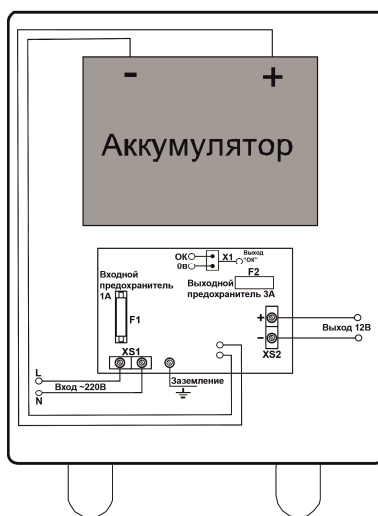 - +
Аккумулятор
ОК
0в
X1
Выход
"ОК"
Входной
предохранитель
1А
F1
F2
Выходной
предохранитель 3А
+
-
Выход 12В
XS1
XS2
L
Вход ~220В
N
Заземление